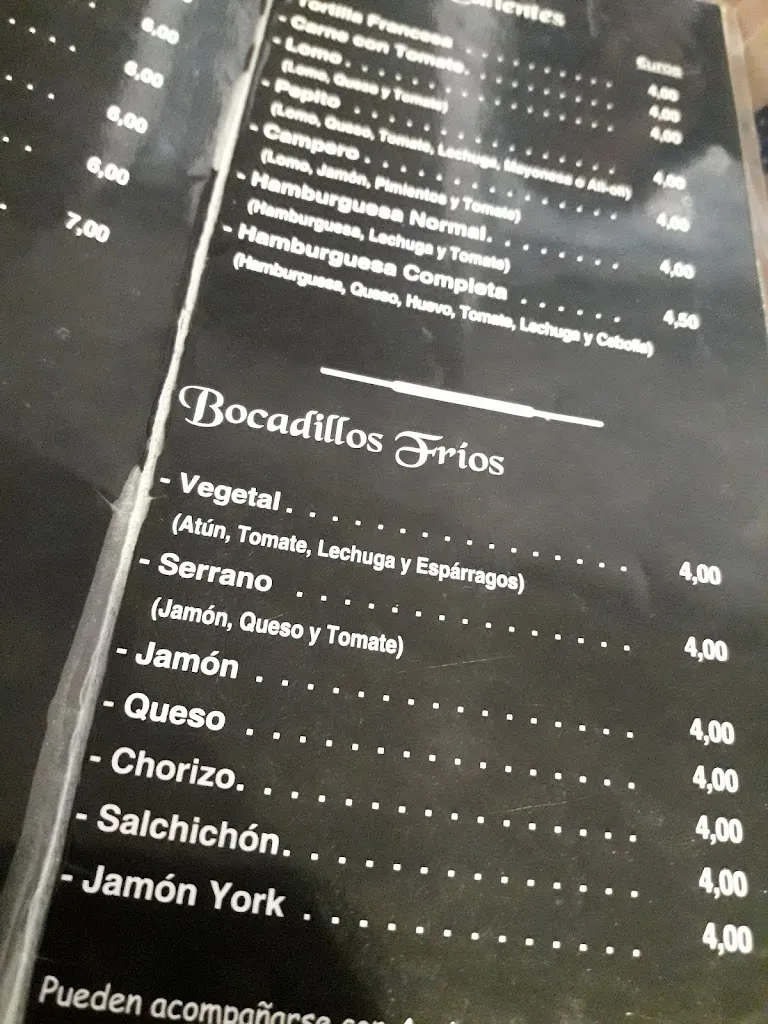 6,00
6,00
6,00
6,00
7,00
Euros
- Tortilla Francesa . . . . . . . . . . 4,00
- Carne con Tomate. . . . . . . . . . 4,00
- Lomo. . . . . . . . . . . . . . . 4,00
(Lomo, Queso y Tomate)
- Pepito . . . . . . . . . . . . . . . 4,00
(Lomo, Queso, Tomate, Lechuga, Mayonesa o Ali-oli)
- Campero . . . . . . . . . . . . . . 4,00
(Lomo, Jamón, Pimientos y Tomate)
- Hamburguesa Normal. . . . . . . . 4,00
(Hamburguesa, Lechuga y Tomate)
- Hamburguesa Completa . . . . . . 4,50
(Hamburguesa, Queso, Huevo, Tomate, Lechuga y Cebolla)
Bocadillos Fríos
- Vegetal. . . . . . . . . . . . . . . . 4,00
(Atún, Tomate, Lechuga y Espárragos)
- Serrano . . . . . . . . . . . . . . . 4,00
(Jamón, Queso y Tomate)
- Jamón . . . . . . . . . . . . . . . . 4,00
- Queso . . . . . . . . . . . . . . . . 4,00
- Chorizo. . . . . . . . . . . . . . . . 4,00
- Salchichón. . . . . . . . . . . . . . 4,00
- Jamón York . . . . . . . . . . . . . 4,00
Pueden acompañarse con